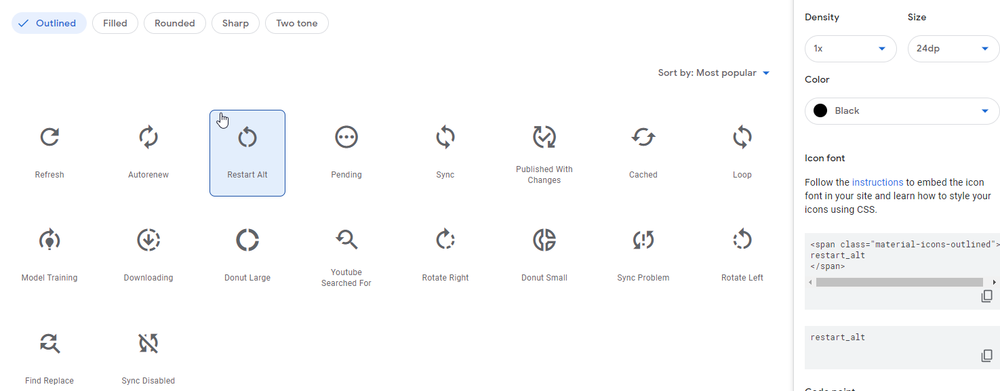 Outlined
Filled
Rounded
Sharp
Two tone
Sort by: Most popular
Refresh
Autorenew
Restart Alt
Pending
Sync
Published With
Changes
Cached
Loop
Model Training
Downloading
Donut Large
Youtube
Searched For
Rotate Right
Donut Small
Sync Problem
Rotate Left
Find Replace
Sync Disabled
Density
Size
1x
24dp
Color
Black
Icon font
Follow the instructions to embed the icon
font in your site and learn how to style your
icons using CSS.
<span class="material-icons-outlined">
restart_alt
</span>
restart_alt
Code point